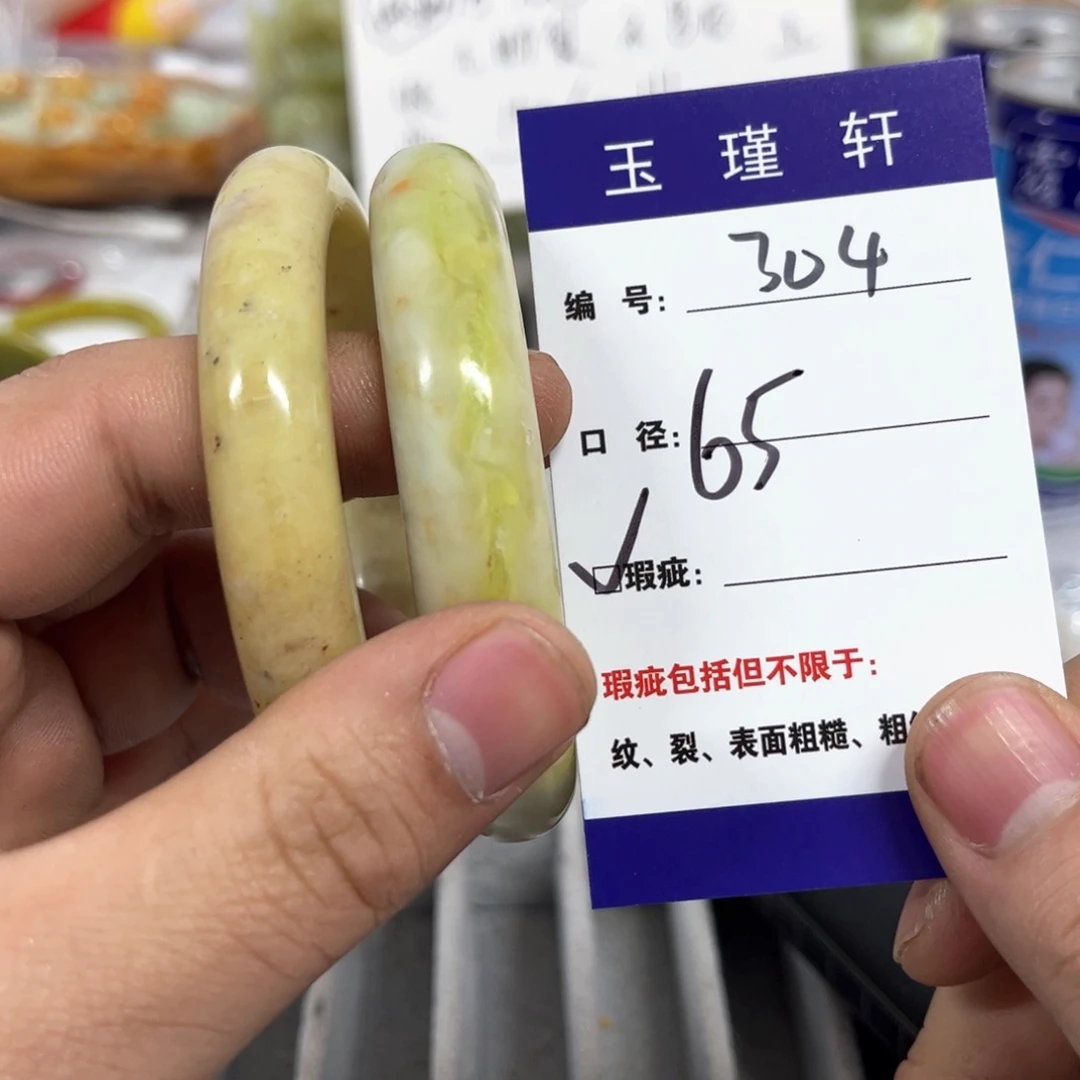 玉瑾轩
编号: 304
口径: 65
☑瑕疵:
瑕疵包括但不限于:
纹、裂、表面粗糙、粗